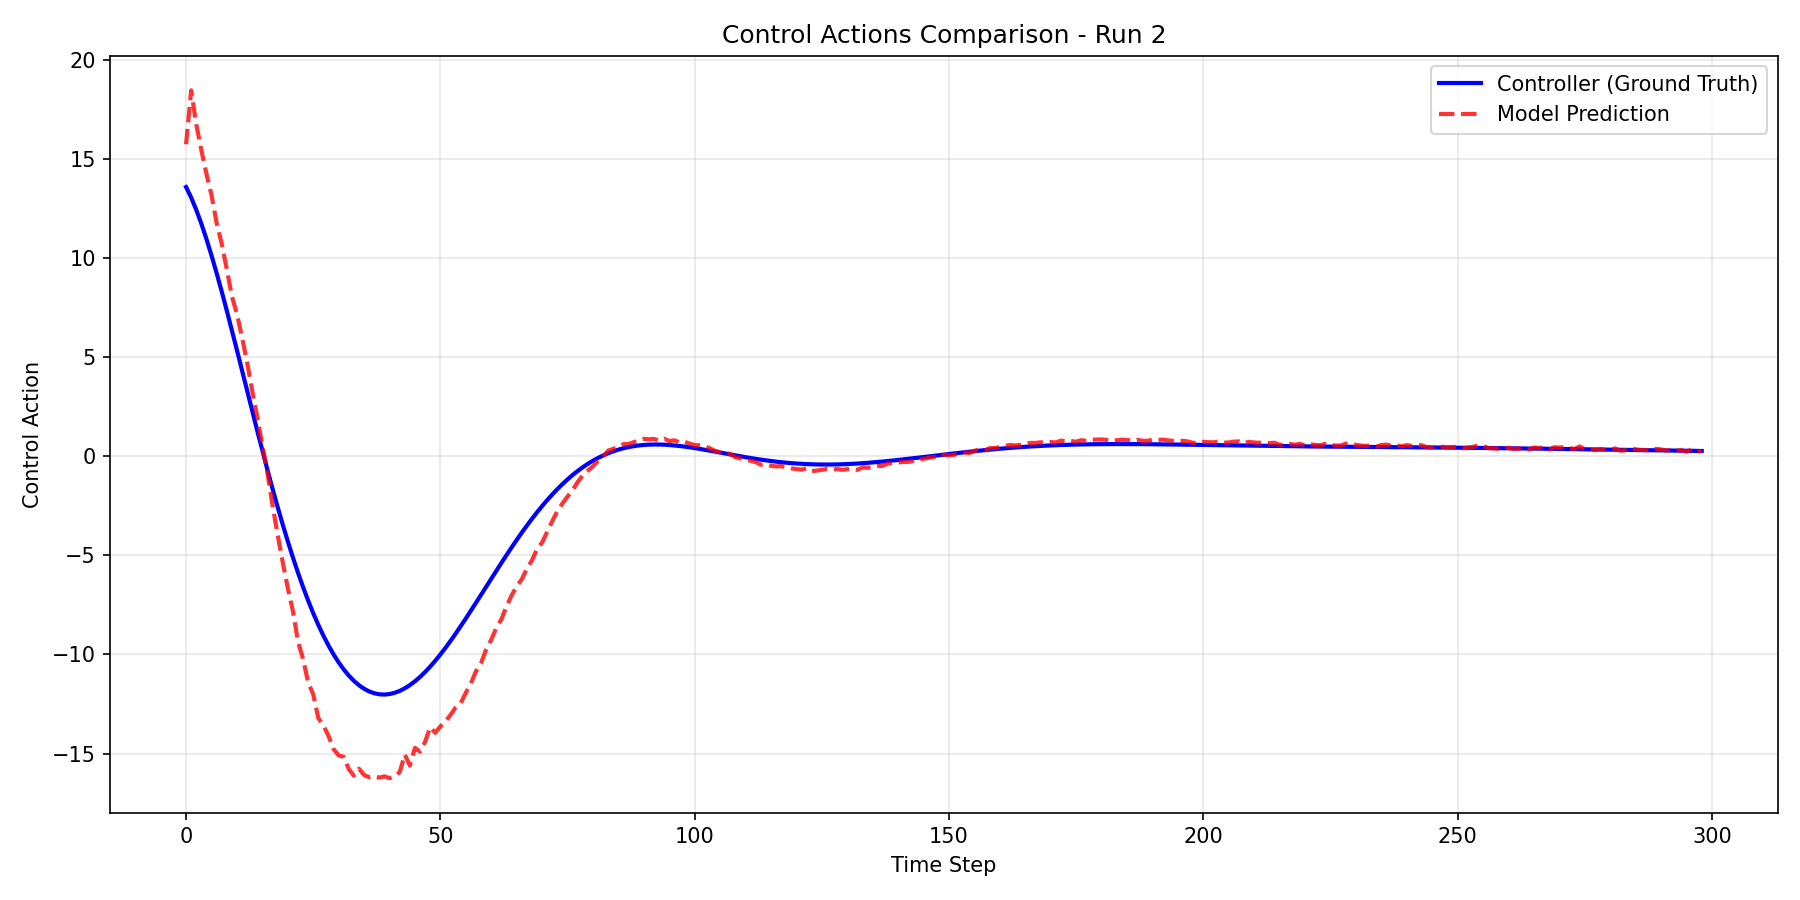 Control Actions Comparison - Run 2
Controller (Ground Truth)
Model Prediction
20
15
10
5
0
−5
−10
−15
Control Action
0 50 100 150 200 250 300
Time Step